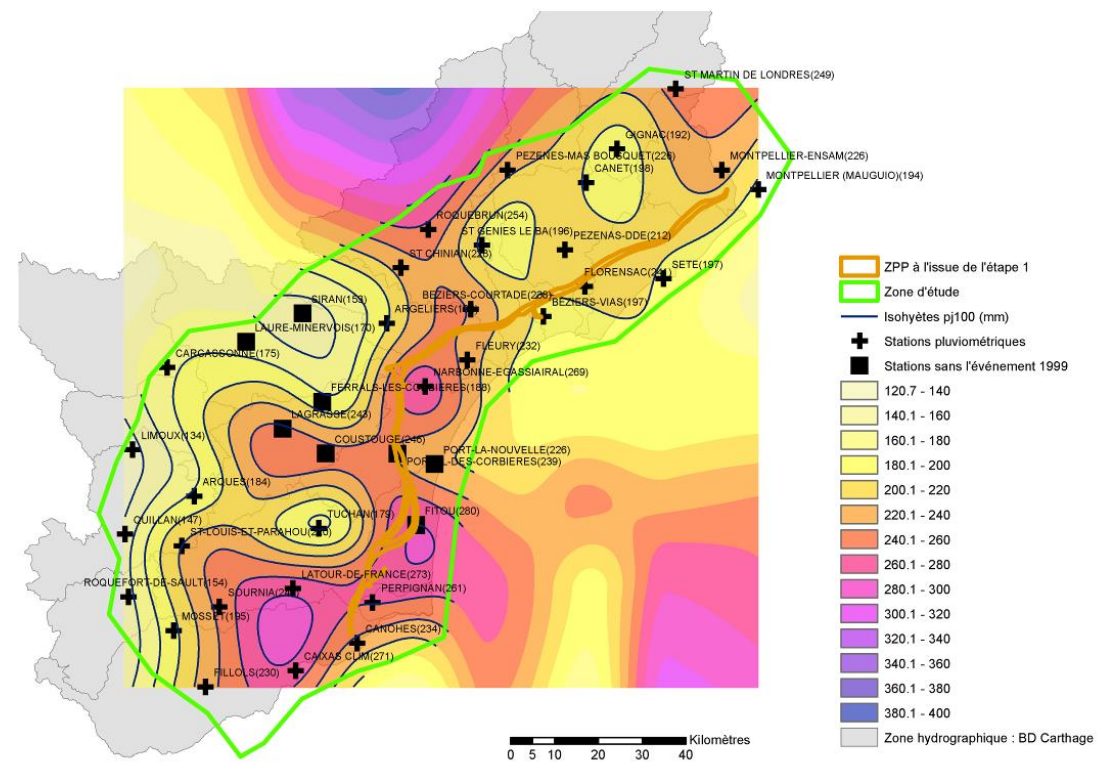 ST MARTIN DE LONDRES(249)
GIGNAC(192)
PEZENES-MAS BOUSQUET(226)
MONTPELLIER-ENSAM(226)
CANET(198)
MONTPELLIER (MAUGUIO)(194)
ROQUEBRUN(254)
ST GENIES LE BA(196)
PEZENAS-DDE(212)
ST CHINIAN(228)
SETE(197)
FLORENSAC(241)
SIRAN(153)
BEZIERS-COURTADE(228)
BEZIERS-VIAS(197)
ARGELIERS(
LAURE-MINERVOIS(170)
FLEURY(232)
CARCASSONNE(175)
NARBONNE-EGASSIAIRAL(269)
FERRALS-LES-CORBIERES(188)
LAGRASSE(243)
LIMOUX(134)
COUSTOUGE(246)
PORT-LA-NOUVELLE(226)
DES-CORBIERES(239)
ARQUES(184)
TUCHAN(179)
FITOU(280)
QUILLAN(147)
ST-LOUIS-ET-PARAHOU(
LATOUR-DE-FRANCE(273)
ROQUEFORT-DE-SAULT(154)
SOURNIA(
PERPIGNAN(261)
MOSSET(195)
CANOHES(234)
CAIXAS CLIM(271)
FILLOLS(230)
ZPP à l'issue de l'étape 1
Zone d'étude
Isohyètes pj100 (mm)
Stations pluviométriques
Stations sans l'événement 1999
120.7 - 140
140.1 - 160
160.1 - 180
180.1 - 200
200.1 - 220
220.1 - 240
240.1 - 260
260.1 - 280
280.1 - 300
300.1 - 320
320.1 - 340
340.1 - 360
360.1 - 380
380.1 - 400
Zone hydrographique : BD Carthage
Kilomètres
0 5 10 20 30 40